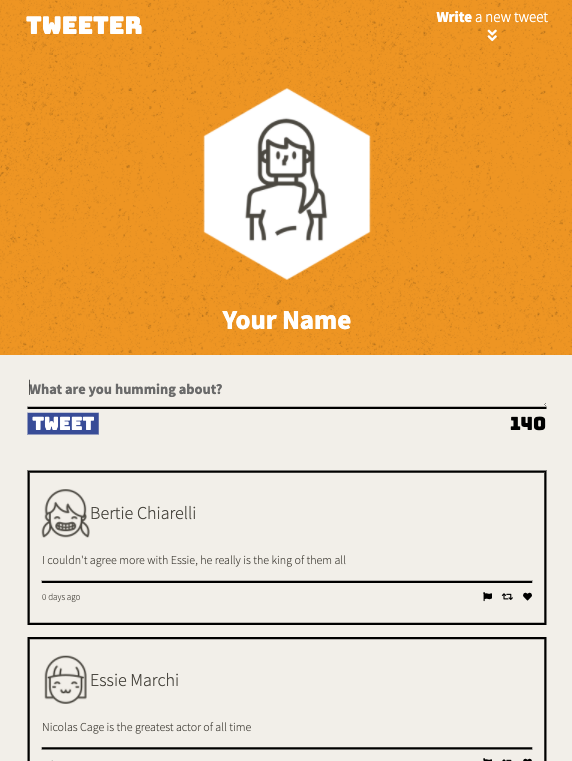 TWEETER
Write a new tweet
Your Name
What are you humming about?
TWEET
140
Bertie Chiarelli
I couldn't agree more with Essie, he really is the king of them all
0 days ago
Essie Marchi
Nicolas Cage is the greatest actor of all time